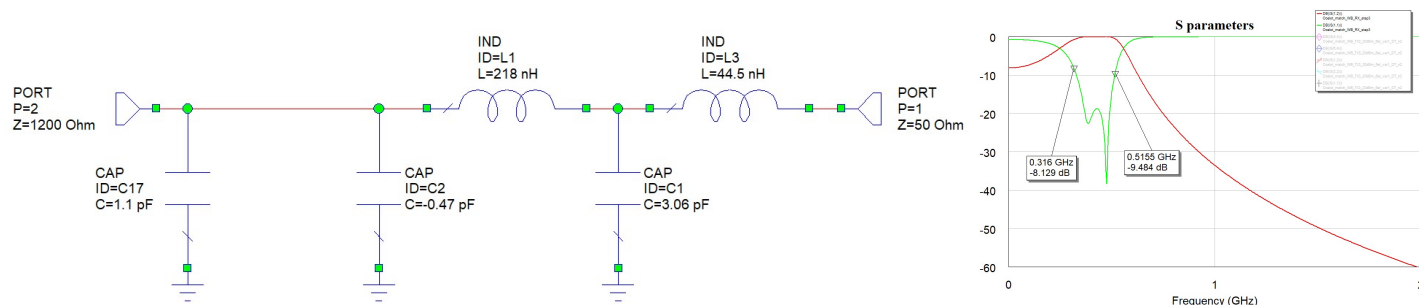 PORT
P=2
Z=1200 Ohm
CAP
ID=C17
C=1.1 pF
CAP
ID=C2
C=-0.47 pF
IND
ID=L1
L=218 nH
CAP
ID=C1
C=3.06 pF
IND
ID=L3
L=44.5 nH
PORT
P=1
Z=50 Ohm
S parameters
0
-10
-20
-30
-40
-50
-60
0.316 GHz
-8.129 dB
0.5155 GHz
-9.484 dB
0
1
Frequency (GHz)